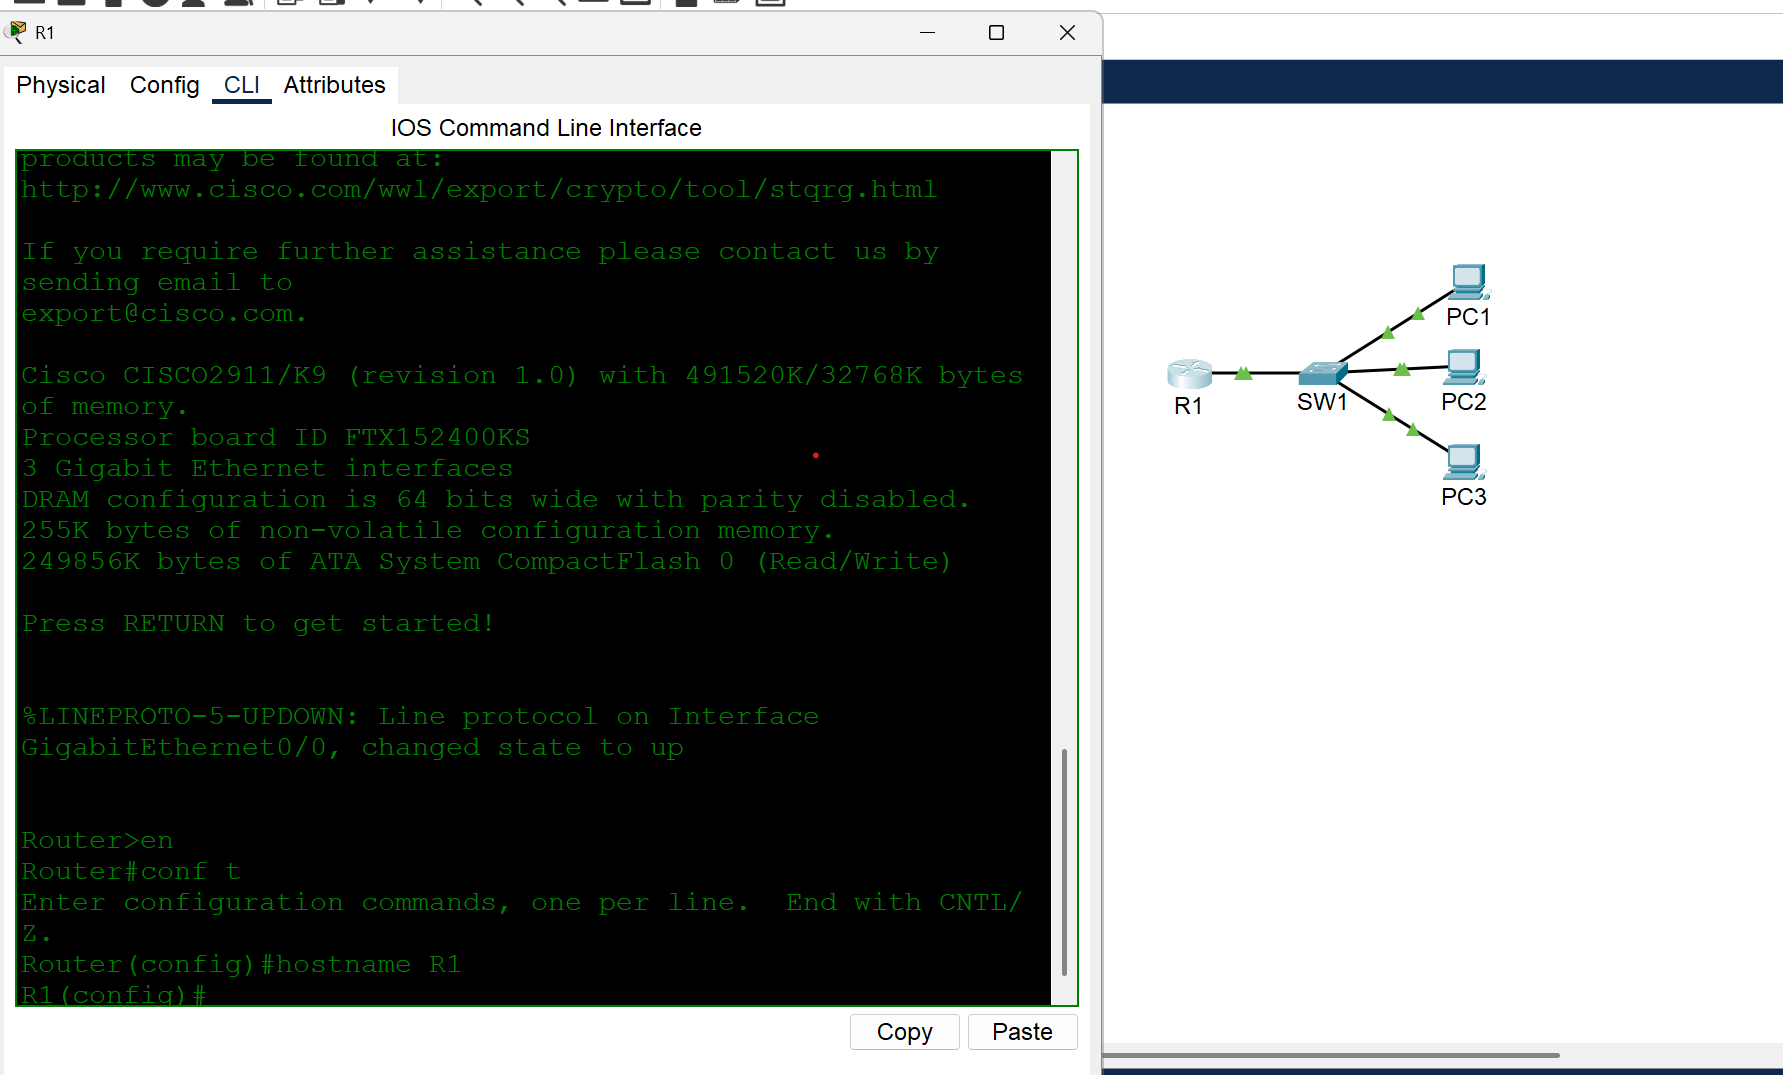 R1
Physical Config CLI Attributes
IOS Command Line Interface
products may be found at:
http://www.cisco.com/wwl/export/crypto/tool/stqrg.html
If you require further assistance please contact us by
sending email to
export@cisco.com.
Cisco CISCO2911/K9 (revision 1.0) with 491520K/32768K bytes
of memory.
Processor board ID FTX152400KS
3 Gigabit Ethernet interfaces
DRAM configuration is 64 bits wide with parity disabled.
255K bytes of non-volatile configuration memory.
249856K bytes of ATA System CompactFlash 0 (Read/Write)
Press RETURN to get started!
%LINEPROTO-5-UPDOWN: Line protocol on Interface
GigabitEthernet0/0, changed state to up
Router>en
Router#conf t
Enter configuration commands, one per line.  End with CNTL/
Z.
Router(config)#hostname R1
R1(config)#
Copy Paste
PC1
R1
SW1
PC2
PC3